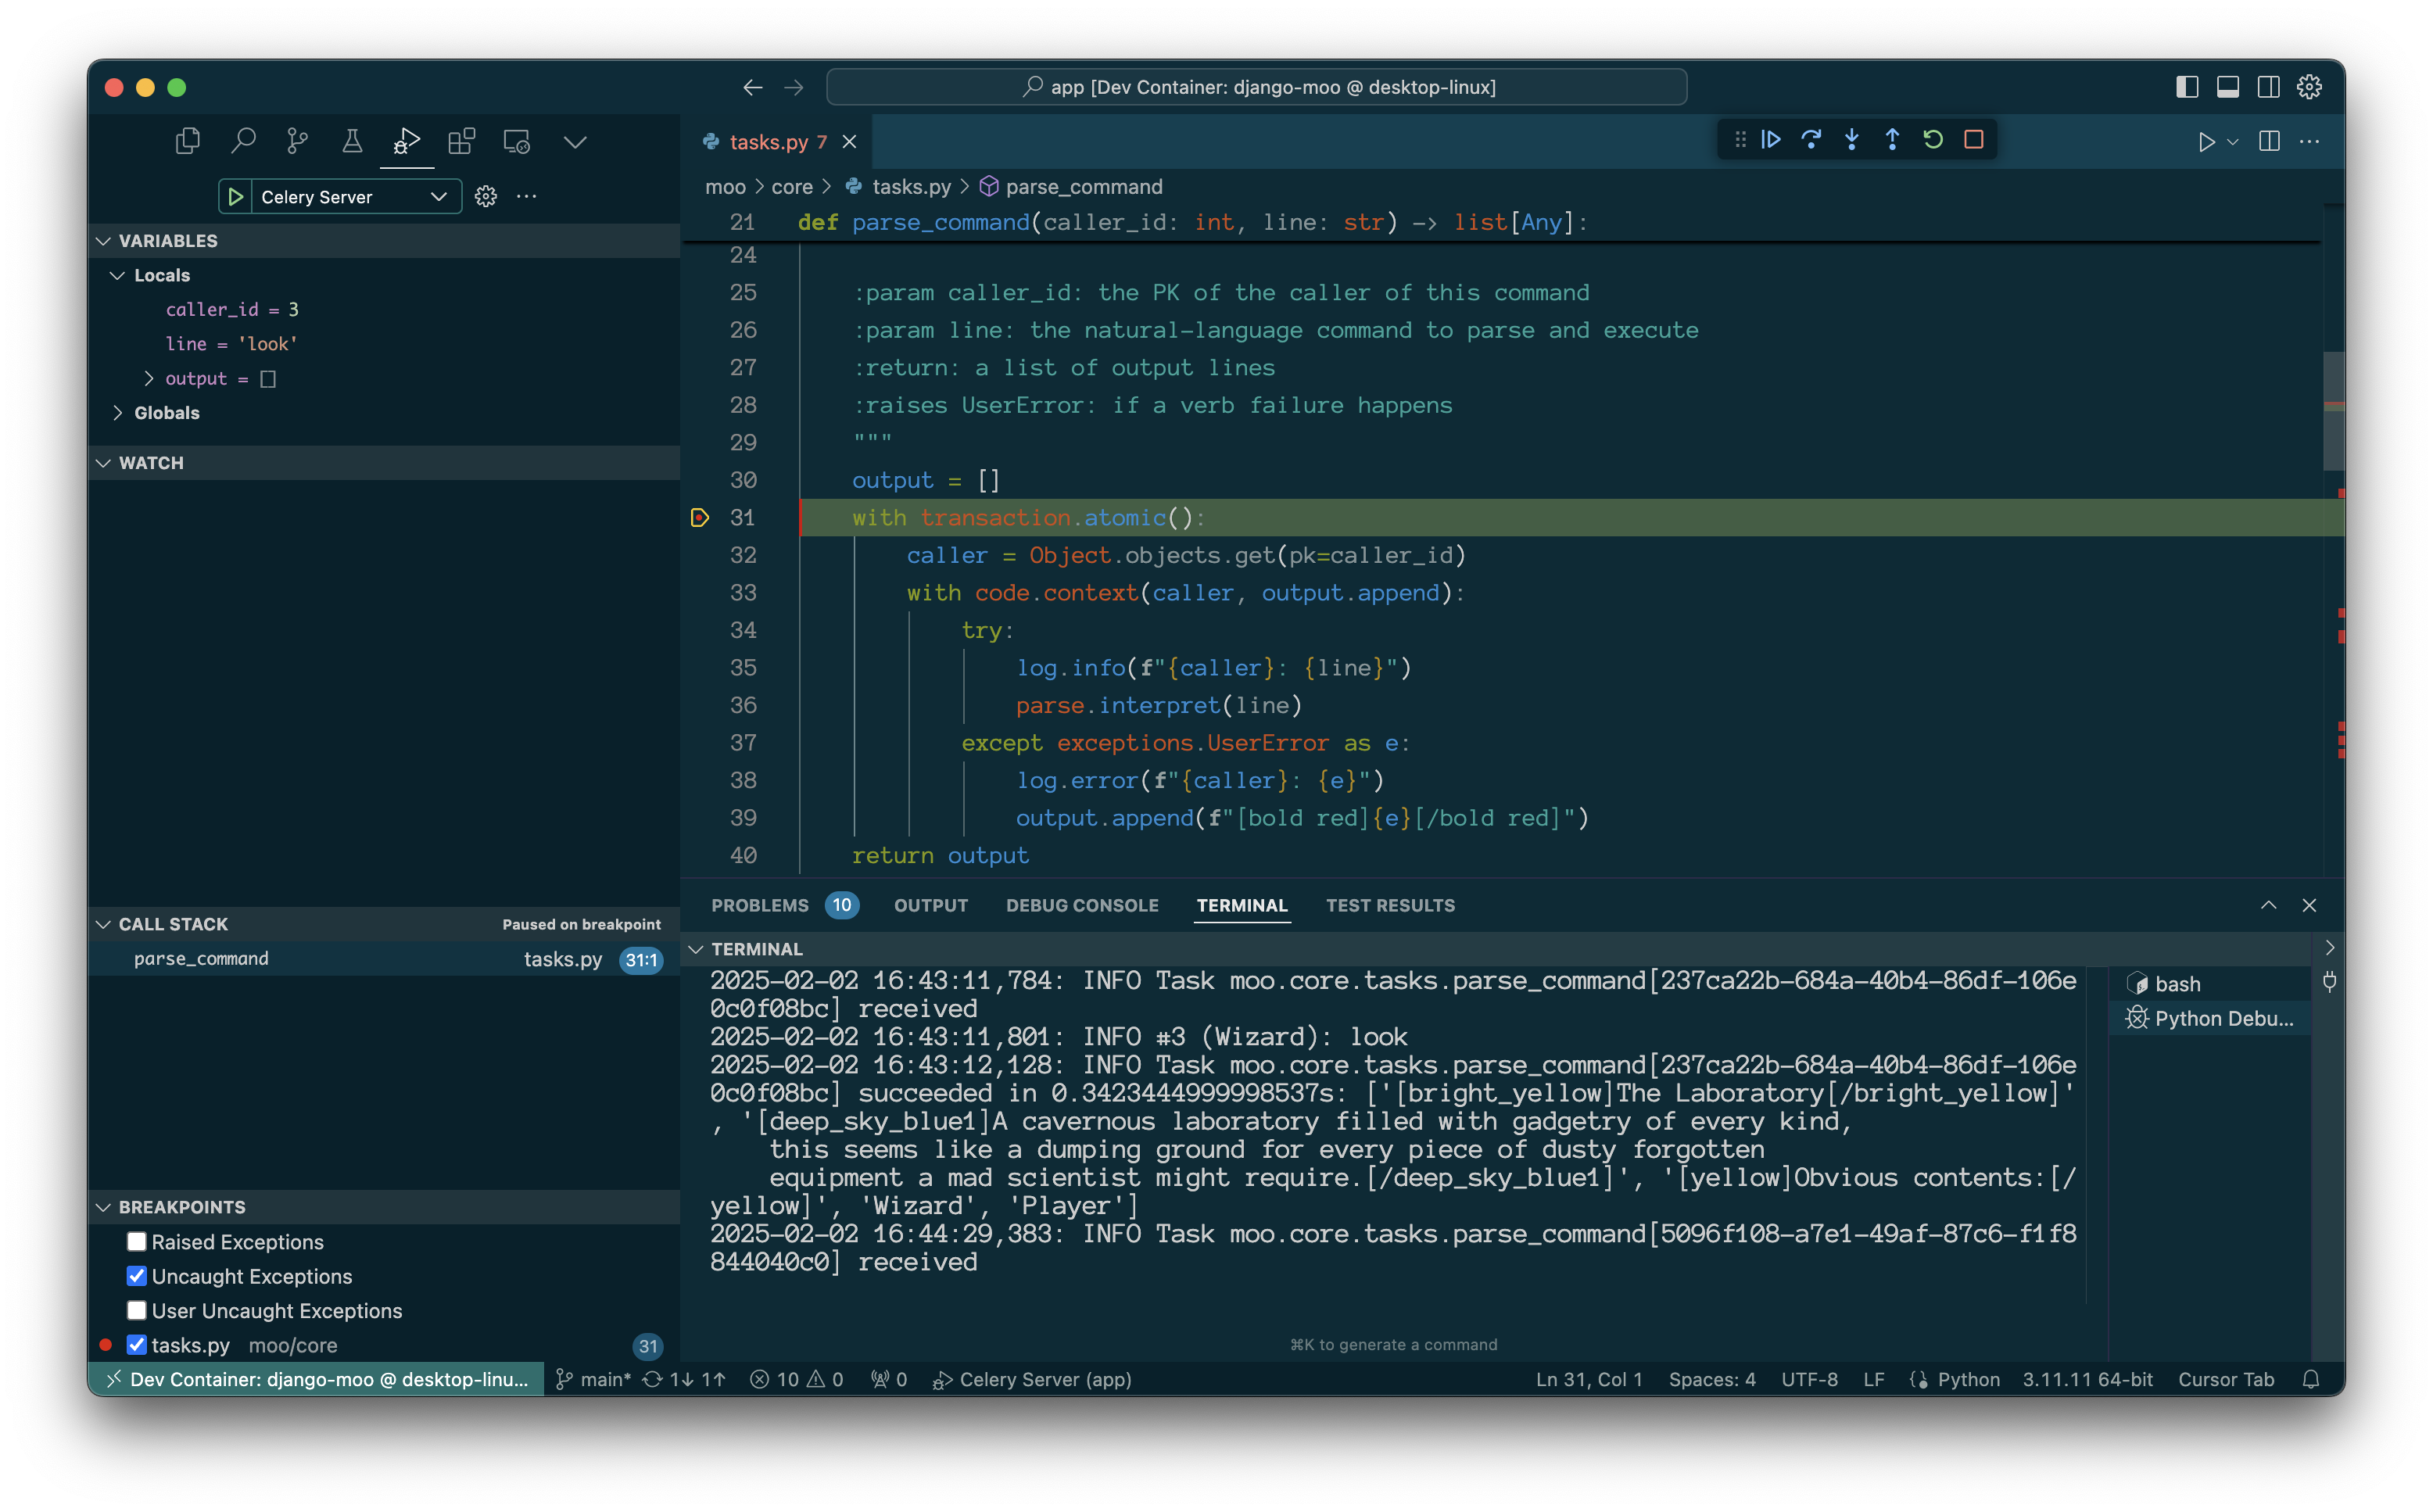 app [Dev Container: django-moo @ desktop-linux]
Celery Server
VARIABLES
Locals
caller_id = 3
line = 'look'
output = []
Globals
WATCH
CALL STACK
Paused on breakpoint
parse_command
tasks.py
31:1
BREAKPOINTS
Raised Exceptions
Uncaught Exceptions
User Uncaught Exceptions
tasks.py moo/core
31
tasks.py 7
moo > core > tasks.py > parse_command
21 def parse_command(caller_id: int, line: str) -> list[Any]:
24
25 :param caller_id: the PK of the caller of this command
26 :param line: the natural-language command to parse and execute
27 :return: a list of output lines
28 :raises UserError: if a verb failure happens
29 """
30 output = []
31 with transaction.atomic():
32 caller = Object.objects.get(pk=caller_id)
33 with code.context(caller, output.append):
34 try:
35 log.info(f"{caller}: {line}")
36 parse.interpret(line)
37 except exceptions.UserError as e:
38 log.error(f"{caller}: {e}")
39 output.append(f"[bold red]{e}[/bold red]")
40 return output
PROBLEMS 10 OUTPUT DEBUG CONSOLE TERMINAL TEST RESULTS
TERMINAL
2025-02-02 16:43:11,784: INFO Task moo.core.tasks.parse_command[237ca22b-684a-40b4-86df-106e
0c0f08bc] received
2025-02-02 16:43:11,801: INFO #3 (Wizard): look
2025-02-02 16:43:12,128: INFO Task moo.core.tasks.parse_command[237ca22b-684a-40b4-86df-106e
0c0f08bc] succeeded in 0.3423444999998537s: ['[bright_yellow]The Laboratory[/bright_yellow]'
, '[deep_sky_blue1]A cavernous laboratory filled with gadgetry of every kind,
this seems like a dumping ground for every piece of dusty forgotten
equipment a mad scientist might require.[/deep_sky_blue1]', '[yellow]Obvious contents:[/
yellow]', 'Wizard', 'Player']
2025-02-02 16:44:29,383: INFO Task moo.core.tasks.parse_command[5096f108-a7e1-49af-87c6-f1f8
844040c0] received
⌘K to generate a command
bash
Python Debu...
Dev Container: django-moo @ desktop-linu... main* 1↓ 1↑ 10 0 0 Celery Server (app) Ln 31, Col 1 Spaces: 4 UTF-8 LF Python 3.11.11 64-bit Cursor Tab